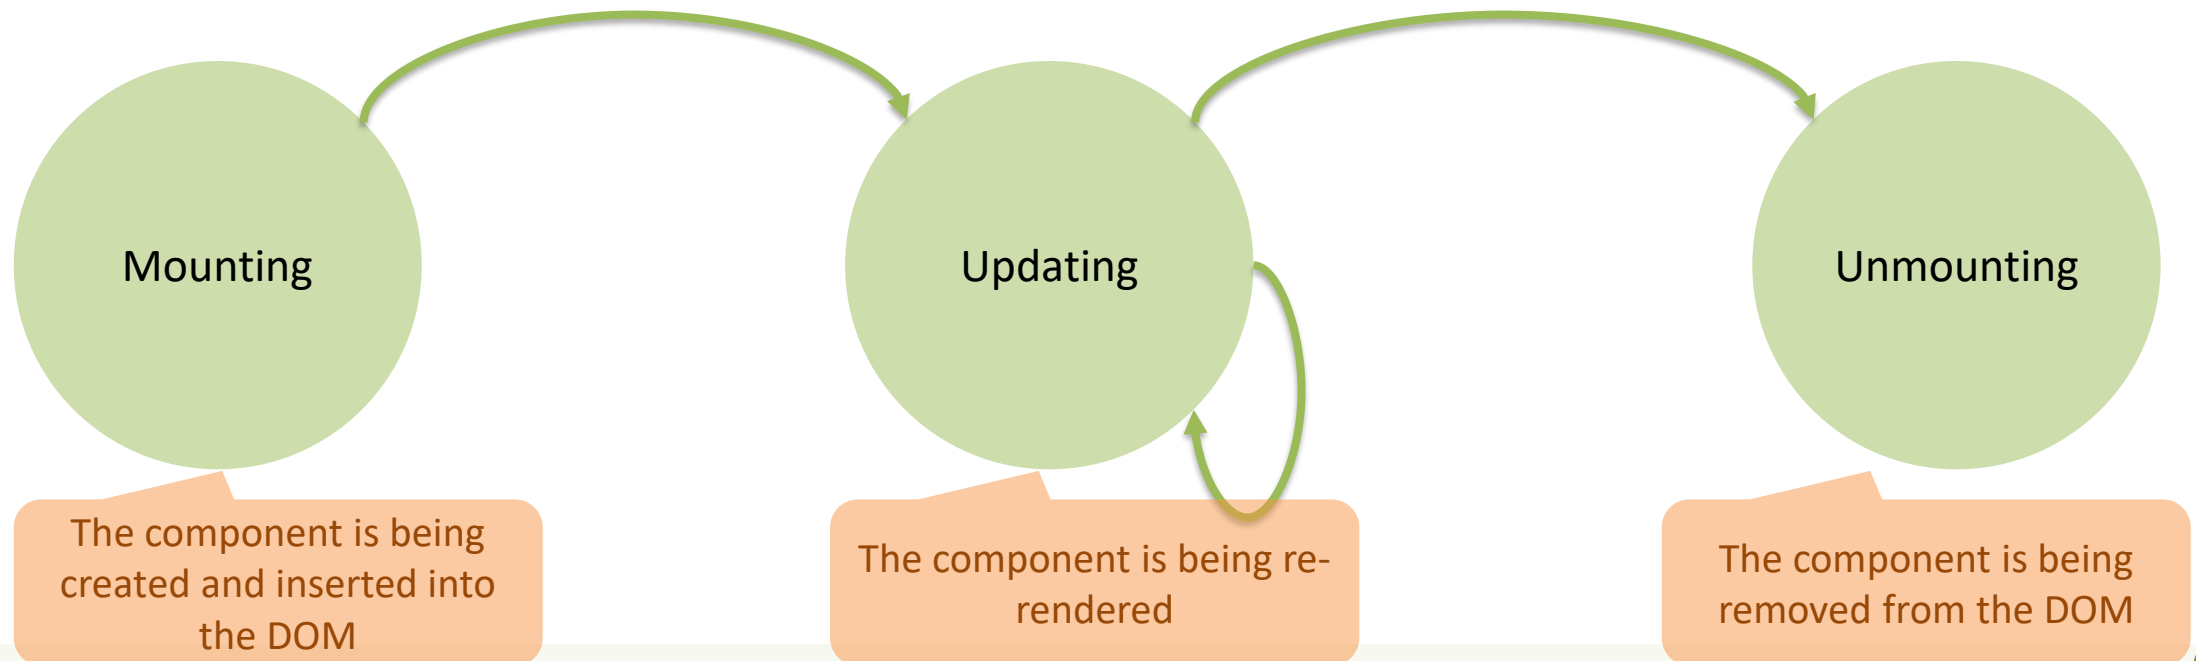 Mounting
Updating
Unmounting
The component is being
created and inserted into
the DOM
The component is being re-
rendered
The component is being
removed from the DOM